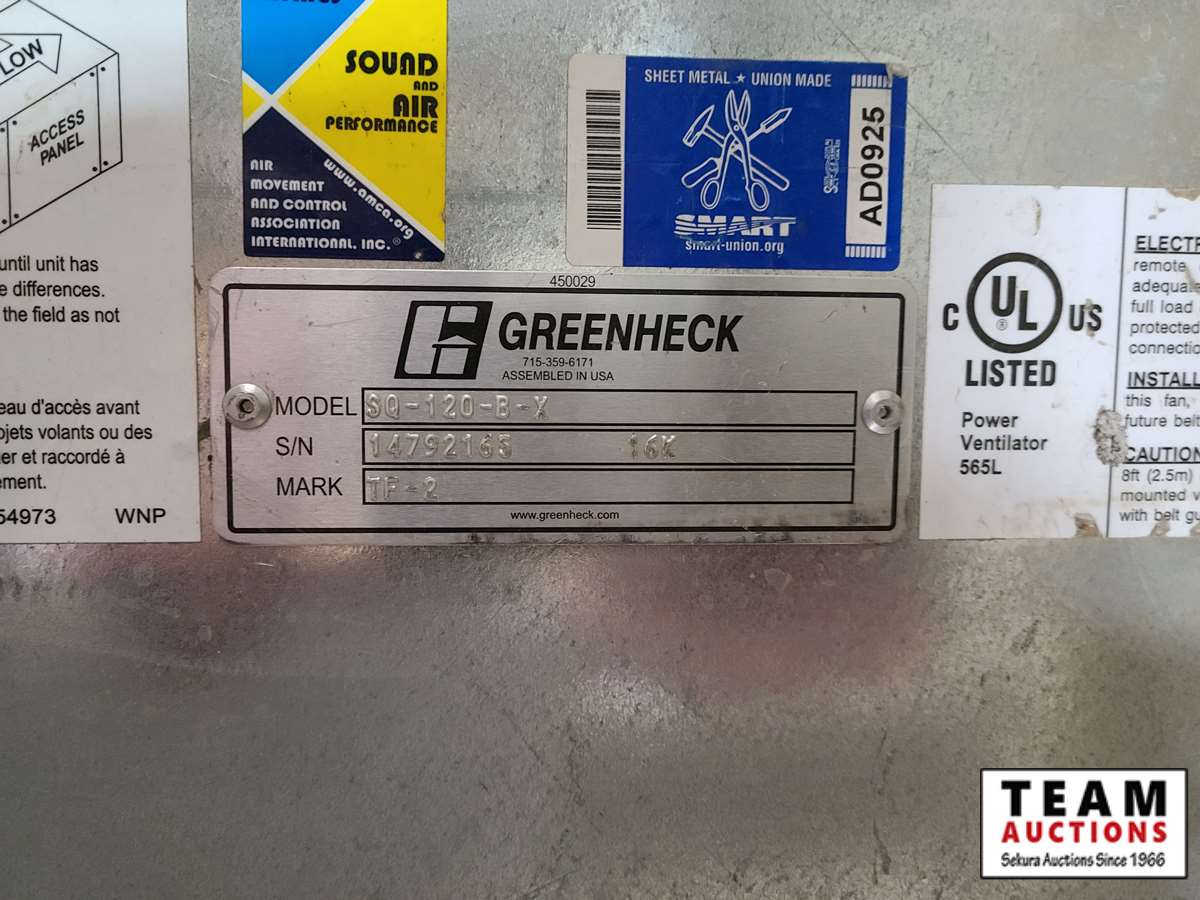 LOW
ACCESS
PANEL
until unit has
e differences.
the field as not
eau d'accès avant
ojets volants ou des
er et raccordé à
ement.
54973 WNP
SOUND
AND
AIR
PERFORMANCE
www.amca.org
AIR
MOVEMENT
AND CONTROL
ASSOCIATION
INTERNATIONAL, INC.®
SHEET METAL ★ UNION MADE
SMART
smart-union.org
AD0925
450029
GREENHECK
715-359-6171
ASSEMBLED IN USA
MODEL SQ-120-B-X
S/N 14792165 16K
MARK TF-2
www.greenheck.com
C UL® US
LISTED
Power
Ventilator
565L
ELECTR
remote
adequa
full load
protected
connectio
INSTALL
this fan,
future belt
CAUTION
8ft (2.5m)
mounted v
with belt gu
TEAM
AUCTIONS
Sekura Auctions Since 1966